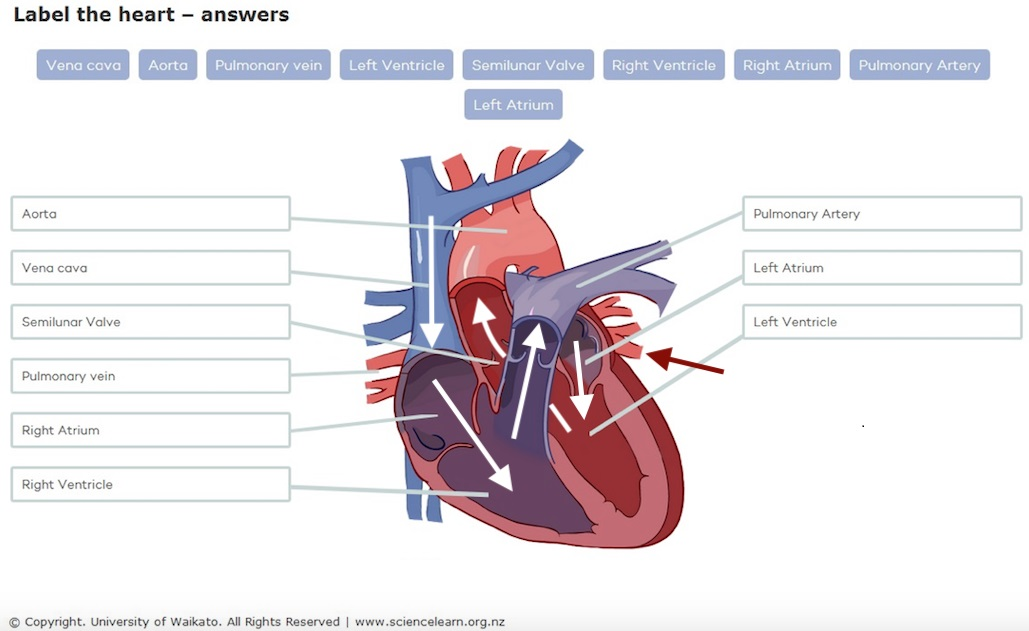 Label the heart – answers
Vena cava Aorta Pulmonary vein Left Ventricle Semilunar Valve Right Ventricle Right Atrium Pulmonary Artery
Left Atrium
Aorta
Vena cava
Semilunar Valve
Pulmonary vein
Right Atrium
Right Ventricle
Pulmonary Artery
Left Atrium
Left Ventricle
© Copyright. University of Waikato. All Rights Reserved | www.sciencelearn.org.nz